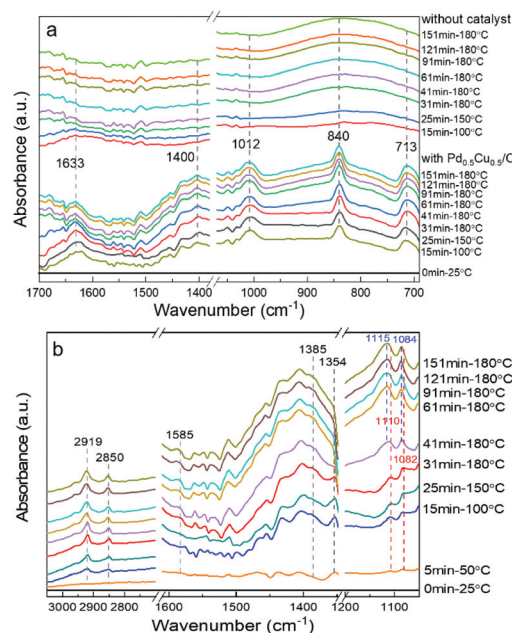 a
without catalyst
151min-180°C
121min-180°C
91min-180°C
61min-180°C
41min-180°C
31min-180°C
25min-150°C
15min-100°C
1633
1400
1012
840
713
with Pd0.5Cu0.5/C
151min-180°C
121min-180°C
91min-180°C
61min-180°C
41min-180°C
31min-180°C
25min-150°C
15min-100°C
0min-25°C
Absorbance (a.u.)
1700 1600 1500 1400 1000 900 800 700
Wavenumber (cm-1)
b
1385
1354
1115 1084
151min-180°C
121min-180°C
91min-180°C
61min-180°C
1110
2919
2850
1585
41min-180°C
1082
31min-180°C
25min-150°C
15min-100°C
5min-50°C
0min-25°C
Absorbance (a.u.)
3000 2900 2800 1600 1500 1400 1200 1100
Wavenumber (cm-1)